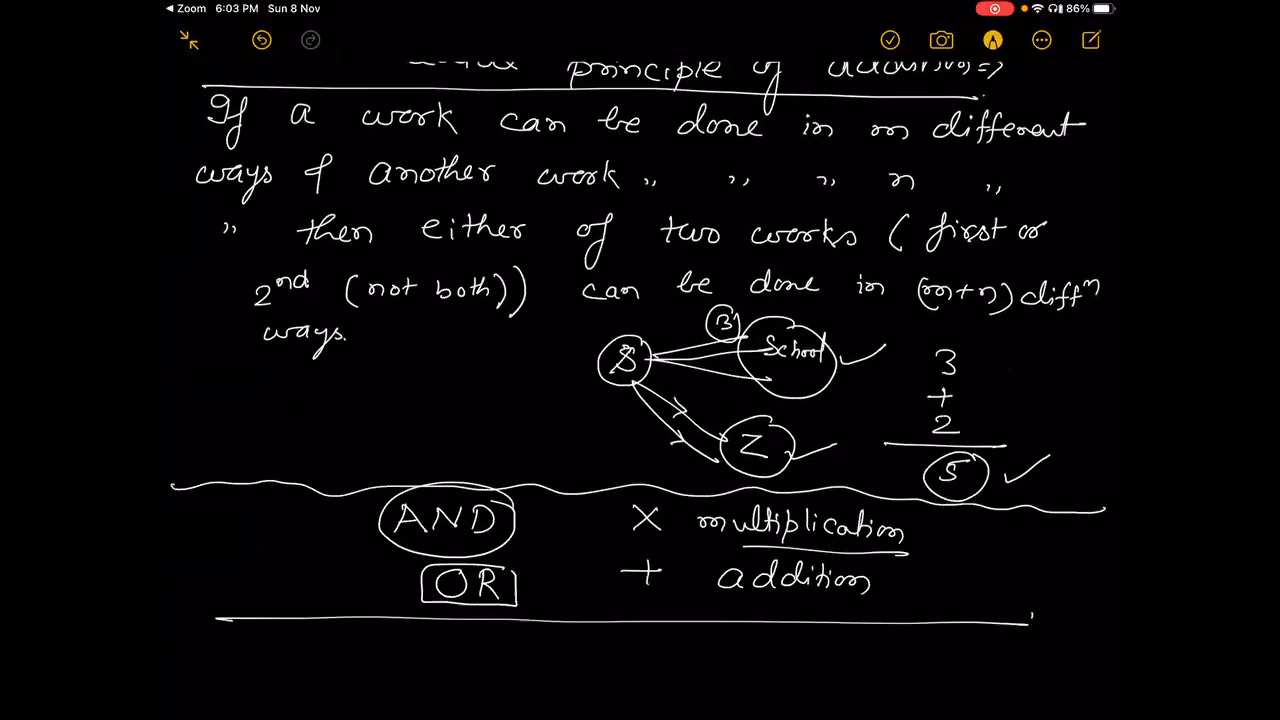 Zoom 6:03 PM Sun 8 Nov 86%
principle of addition ⇒
If a work can be done in m different
ways & another work " " " n "
" then either of two works (first or
2nd (not both)) can be done in (m+n) diffn
ways.
B School
S
3
+
2
Z
5
AND × multiplication
OR + addition